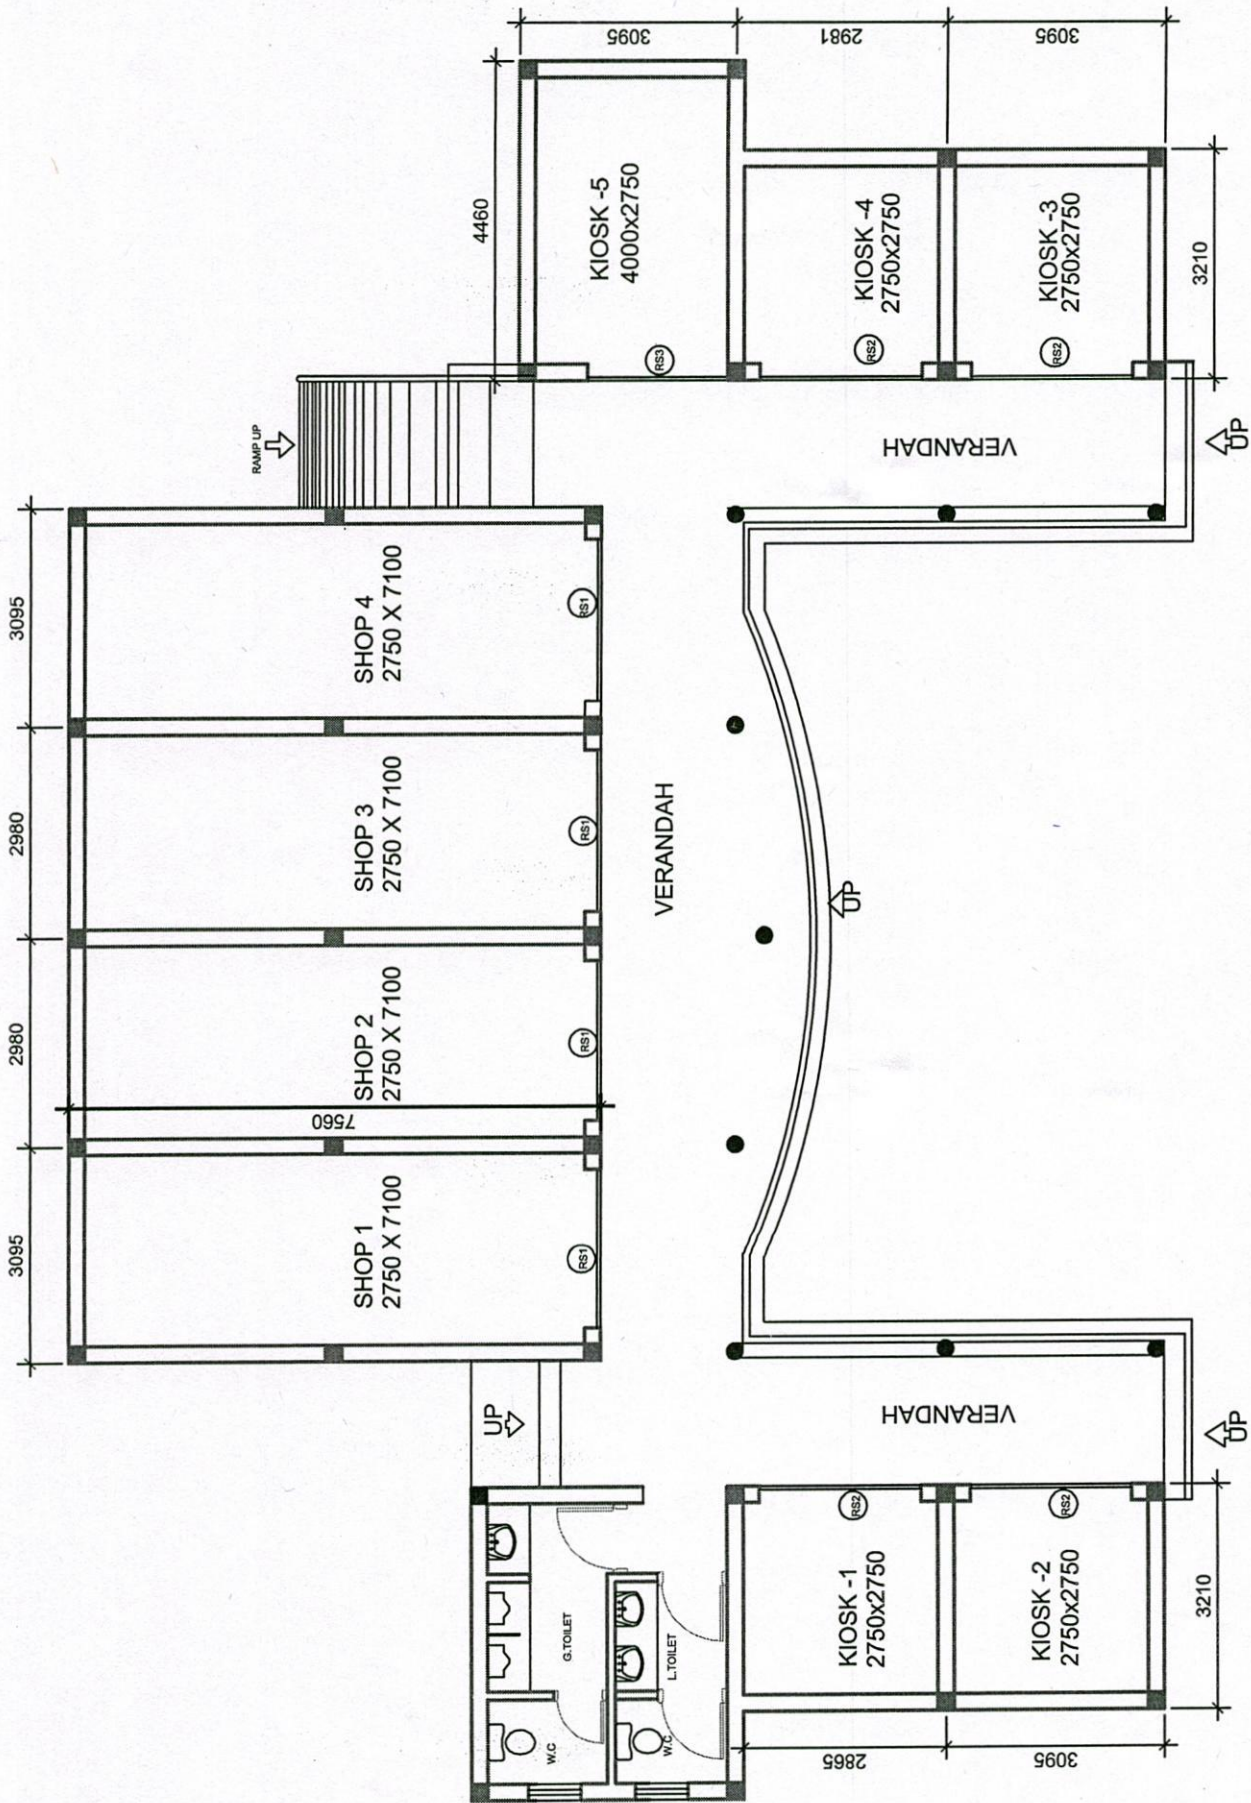 3095
2980
2980
3095
SHOP 1
2750 X 7100
SHOP 2
2750 X 7100
SHOP 3
2750 X 7100
SHOP 4
2750 X 7100
7560
RS1
RS1
RS1
RS1
RAMP UP
4460
KIOSK -5
4000x2750
RS3
3095
2981
3095
KIOSK -4
2750x2750
RS2
KIOSK -3
2750x2750
RS2
3210
VERANDAH
UP
VERANDAH
UP
UP
VERANDAH
UP
G.TOILET
W.C
L.TOILET
W.C
KIOSK -1
2750x2750
RS2
KIOSK -2
2750x2750
RS2
2865
3095
3210